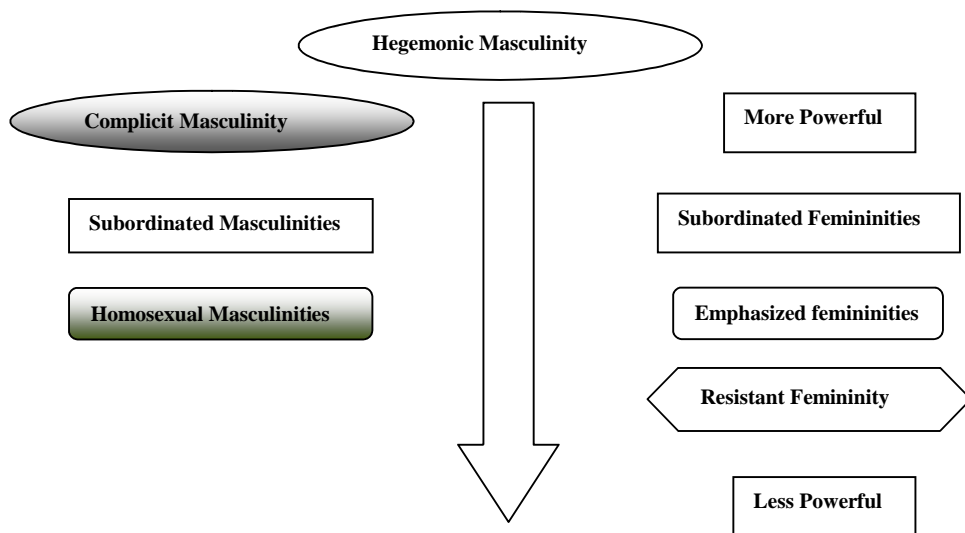 Hegemonic Masculinity
Complicit Masculinity
More Powerful
Subordinated Masculinities
Subordinated Femininities
Homosexual Masculinities
Emphasized femininities
Resistant Femininity
Less Powerful